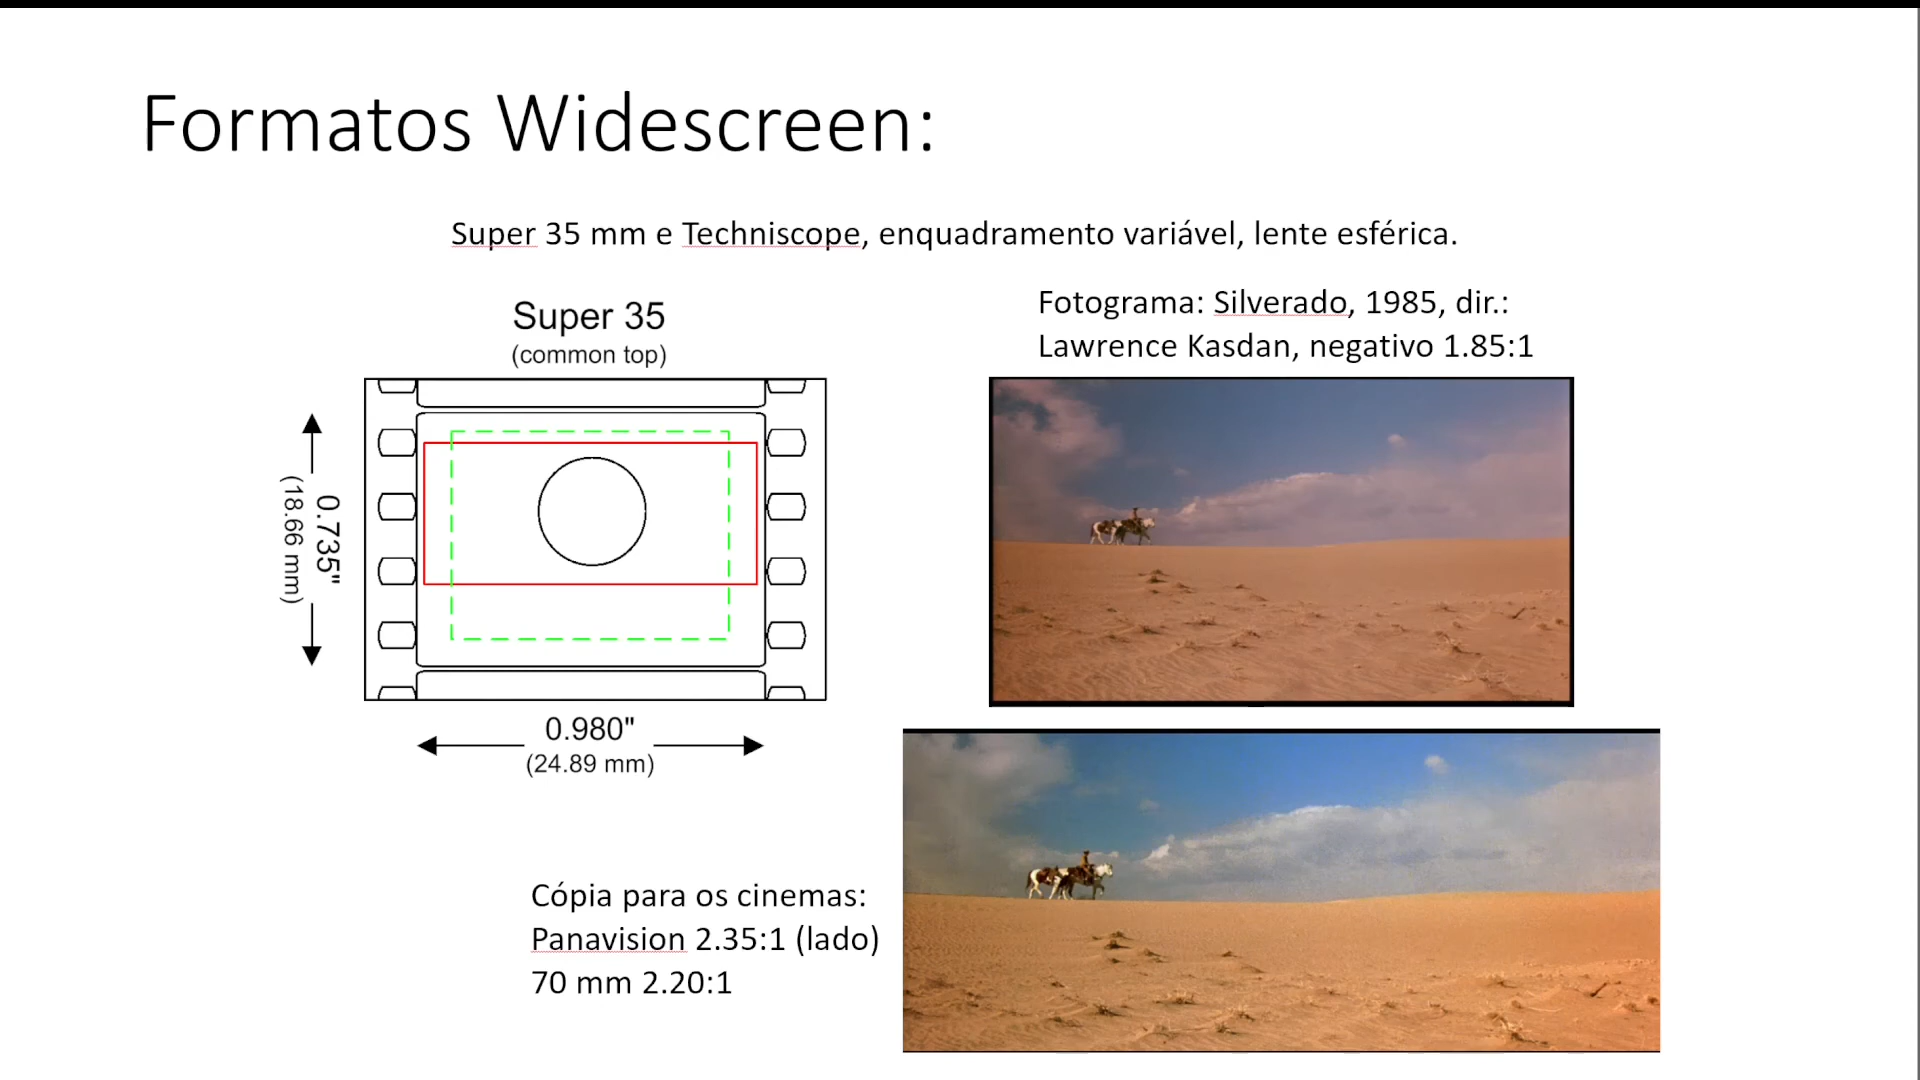 Formatos Widescreen:
Super 35 mm e Techniscope, enquadramento variável, lente esférica.
Super 35
(common top)
0.735"
(18.66 mm)
0.980"
(24.89 mm)
Fotograma: Silverado, 1985, dir.:
Lawrence Kasdan, negativo 1.85:1
Cópia para os cinemas:
Panavision 2.35:1 (lado)
70 mm 2.20:1